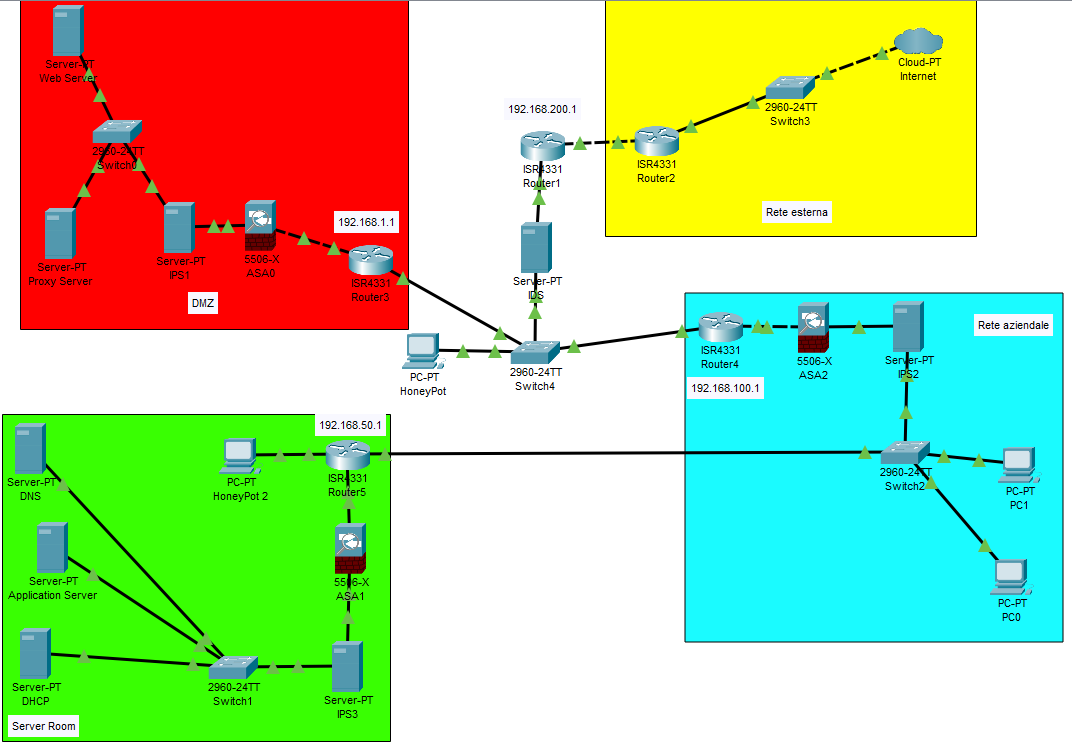 Server-PT
Web Server
2960-24TT
Switch0
Server-PT
Proxy Server
Server-PT
IPS1
5506-X
ASA0
192.168.1.1
ISR4331
Router3
DMZ
192.168.200.1
ISR4331
Router1
ISR4331
Router2
2960-24TT
Switch3
Cloud-PT
Internet
Rete esterna
Server-PT
IDS
PC-PT
HoneyPot
2960-24TT
Switch4
ISR4331
Router4
192.168.100.1
5506-X
ASA2
Server-PT
IPS2
Rete aziendale
2960-24TT
Switch2
PC-PT
PC1
PC-PT
PC0
192.168.50.1
Server-PT
DNS
PC-PT
HoneyPot 2
ISR4331
Router5
Server-PT
Application Server
5506-X
ASA1
Server-PT
DHCP
2960-24TT
Switch1
Server-PT
IPS3
Server Room